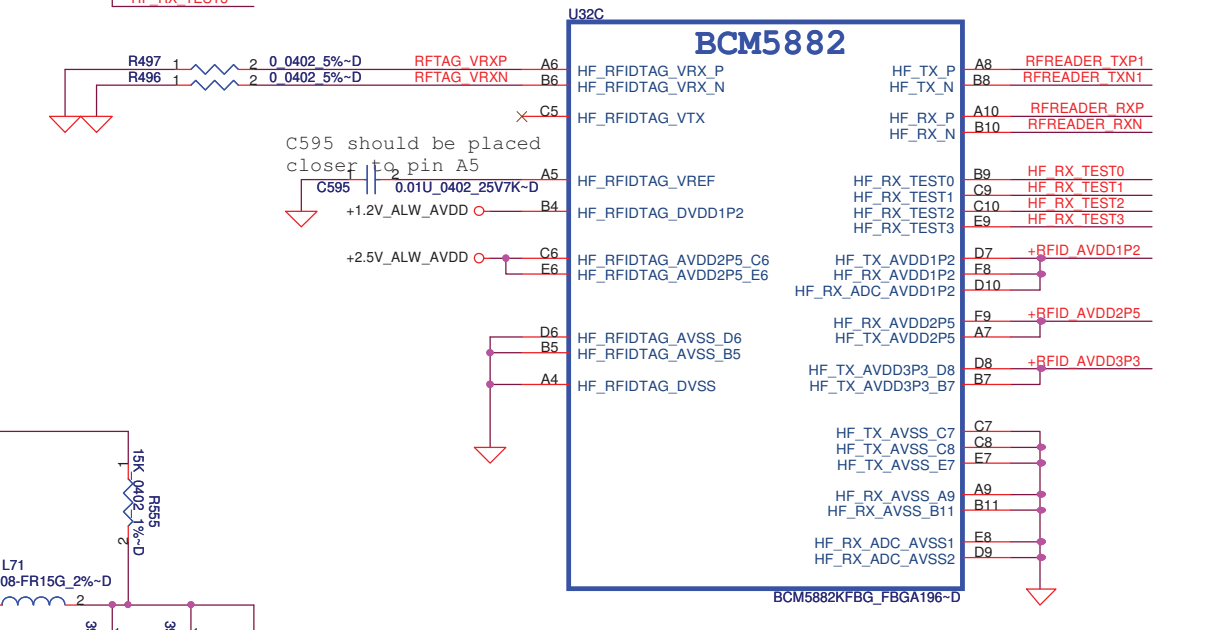 HF_RX_TEST3
U32C
BCM5882
R497 1 2 0_0402_5%~D RFTAG_VRXP A6 HF_RFIDTAG_VRX_P HF_TX_P A8 RFREADER_TXP1
R496 1 2 0_0402_5%~D RFTAG_VRXN B6 HF_RFIDTAG_VRX_N HF_TX_N B8 RFREADER_TXN1
C5 HF_RFIDTAG_VTX HF_RX_P A10 RFREADER_RXP
HF_RX_N B10 RFREADER_RXN
C595 should be placed
closer to pin A5
C595 1 2 0.01U_0402_25V7K~D A5 HF_RFIDTAG_VREF HF_RX_TEST0 B9 HF_RX_TEST0
HF_RX_TEST1 C9 HF_RX_TEST1
+1.2V_ALW_AVDD B4 HF_RFIDTAG_DVDD1P2 HF_RX_TEST2 C10 HF_RX_TEST2
HF_RX_TEST3 E9 HF_RX_TEST3
+2.5V_ALW_AVDD C6 HF_RFIDTAG_AVDD2P5_C6 HF_TX_AVDD1P2 D7 +RFID_AVDD1P2
E6 HF_RFIDTAG_AVDD2P5_E6 HF_RX_AVDD1P2 F8
HF_RX_ADC_AVDD1P2 D10
HF_RX_AVDD2P5 F9 +RFID_AVDD2P5
D6 HF_RFIDTAG_AVSS_D6 HF_TX_AVDD2P5 A7
B5 HF_RFIDTAG_AVSS_B5
HF_TX_AVDD3P3_D8 D8 +RFID_AVDD3P3
A4 HF_RFIDTAG_DVSS HF_TX_AVDD3P3_B7 B7
HF_TX_AVSS_C7 C7
HF_TX_AVSS_C8 C8
HF_TX_AVSS_E7 E7
HF_RX_AVSS_A9 A9
HF_RX_AVSS_B11 B11
HF_RX_ADC_AVSS1 E8
HF_RX_ADC_AVSS2 D9
BCM5882KFBG_FBGA196~D
1 2
15K_0402_1%~D
R555
L71
08-FR15G_2%~D
2